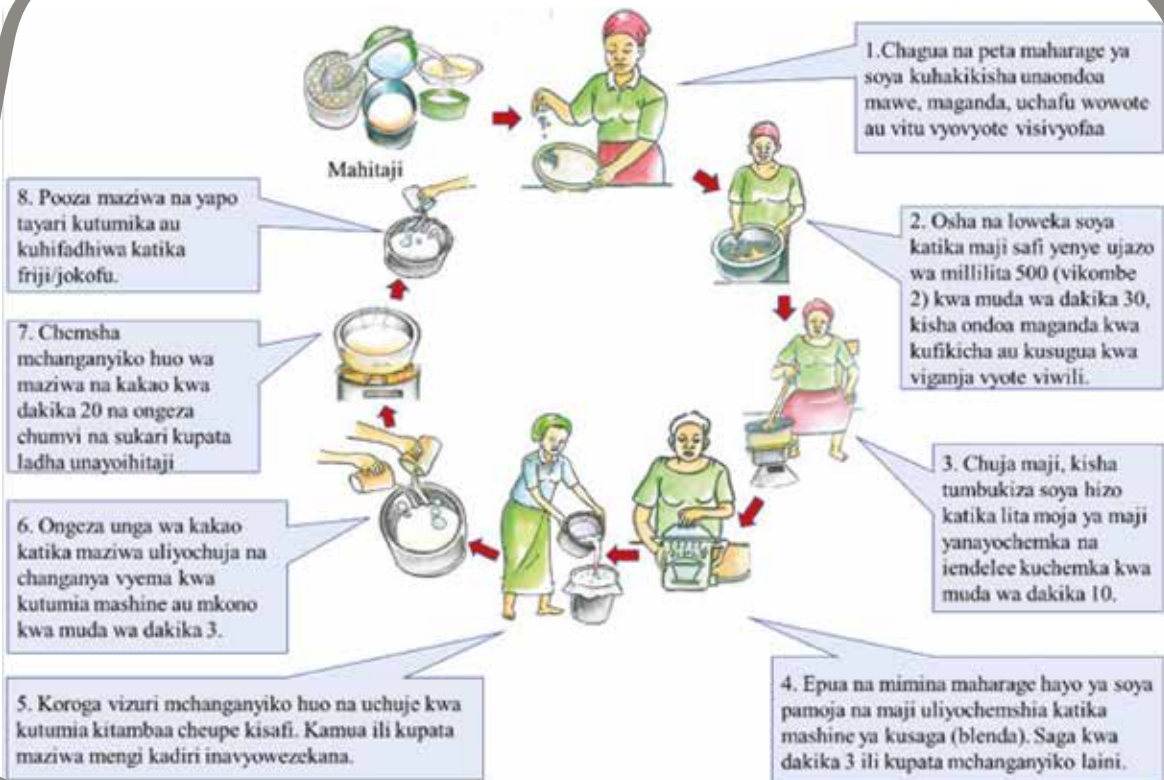 Mahitaji
1.Chagua na peta maharage ya
soya kuhakikisha unaondoa
mawe, maganda, uchafu wowote
au vitu vyovyote visivyofaa
2. Osha na loweka soya
katika maji safi yenye ujazo
wa millilita 500 (vikombe
2) kwa muda wa dakika 30,
kisha ondoa maganda kwa
kufikicha au kusugua kwa
viganja vyote viwili.
3. Chuja maji, kisha
tumbukiza soya hizo
katika lita moja ya maji
yanayochemka na
iendelee kuchemka kwa
muda wa dakika 10.
4. Epua na mimina maharage hayo ya soya
pamoja na maji uliyochemshia katika
mashine ya kusaga (blenda). Saga kwa
dakika 3 ili kupata mchanganyiko laini.
5. Koroga vizuri mchanganyiko huo na uchuje kwa
kutumia kitambaa cheupe kisafi. Kamua ili kupata
maziwa mengi kadiri inavyowezekana.
6. Ongeza unga wa kakao
katika maziwa uliyochuja na
changanya vyema kwa
kutumia mashine au mkono
kwa muda wa dakika 3.
7. Chemsha
mchanganyiko huo wa
maziwa na kakao kwa
dakika 20 na ongeza
chumvi na sukari kupata
ladha unayoihitaji
8. Pooza maziwa na yapo
tayari kutumika au
kuhifadhiwa katika
friji/jokofu.